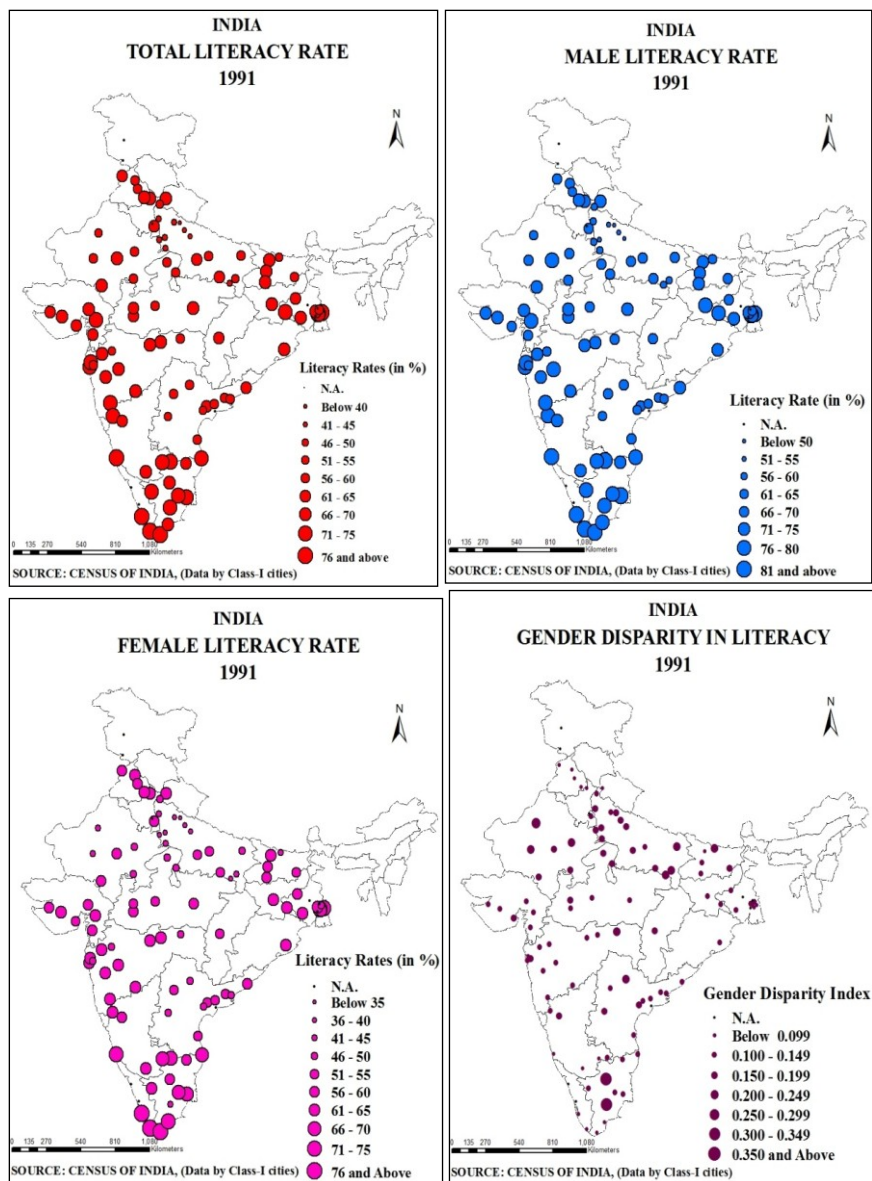 INDIA
TOTAL LITERACY RATE
1991
N
Literacy Rates (in %)
N.A.
Below 40
41 - 45
46 - 50
51 - 55
56 - 60
61 - 65
66 - 70
71 - 75
76 and above
0 135 270 540 810 1,080
Kilometers
SOURCE: CENSUS OF INDIA, (Data by Class-I cities)
INDIA
MALE LITERACY RATE
1991
N
Literacy Rate (in %)
N.A.
Below 50
51 - 55
56 - 60
61 - 65
66 - 70
71 - 75
76 - 80
81 and above
0 135 270 540 810 1,080
Kilometers
SOURCE: CENSUS OF INDIA, (Data by Class-I cities)
INDIA
FEMALE LITERACY RATE
1991
N
Literacy Rates (in %)
N.A.
Below 35
36 - 40
41 - 45
46 - 50
51 - 55
56 - 60
61 - 65
66 - 70
71 - 75
76 and Above
0 135 270 540 810 1,080
Kilometers
SOURCE: CENSUS OF INDIA, (Data by Class-I cities)
INDIA
GENDER DISPARITY IN LITERACY
1991
N
Gender Disparity Index
N.A.
Below 0.099
0.100 - 0.149
0.150 - 0.199
0.200 - 0.249
0.250 - 0.299
0.300 - 0.349
0.350 and Above
0 135 270 540 810 1,080
Kilometers
SOURCE: CENSUS OF INDIA, (Data by Class-I cities)